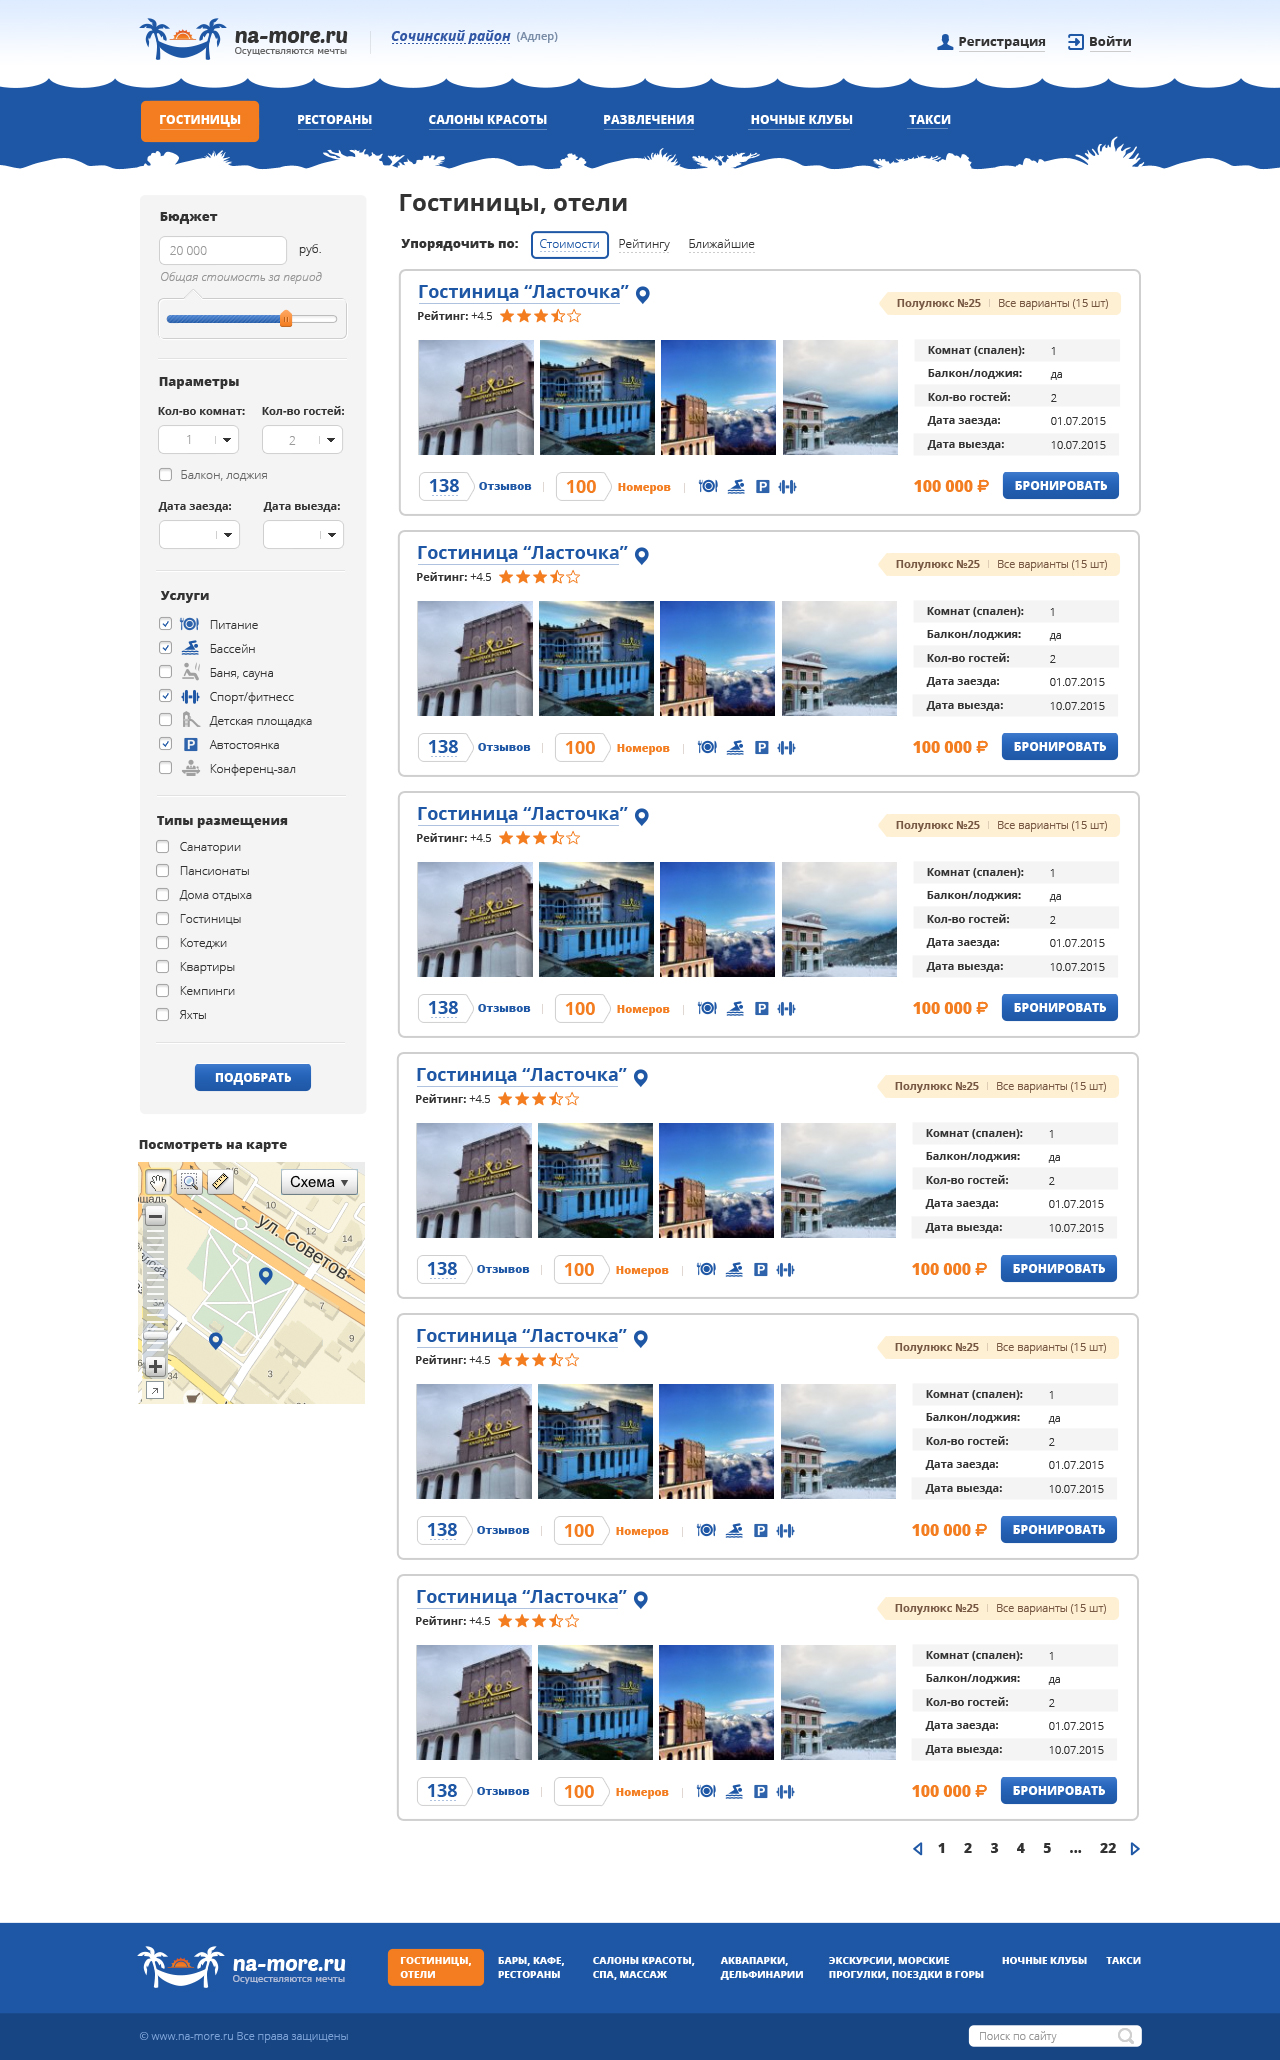 na-more.ru
Осуществляются мечты
Сочинский район (Адлер)
Регистрация
Войти
ГОСТИНИЦЫ
РЕСТОРАНЫ
САЛОНЫ КРАСОТЫ
РАЗВЛЕЧЕНИЯ
НОЧНЫЕ КЛУБЫ
ТАКСИ
Бюджет
20 000 руб.
Общая стоимость за период
Параметры
Кол-во комнат: Кол-во гостей:
1 2
Балкон, лоджия
Дата заезда: Дата выезда:
Услуги
Питание
Бассейн
Баня, сауна
Спорт/фитнесс
Детская площадка
Автостоянка
Конференц-зал
Типы размещения
Санатории
Пансионаты
Дома отдыха
Гостиницы
Котеджи
Квартиры
Кемпинги
Яхты
ПОДОБРАТЬ
Посмотреть на карте
Схема
ул. Советов
10
12
14
7
9
3
34
Гостиницы, отели
Упорядочить по: Стоимости Рейтингу Ближайшие
Гостиница “Ласточка”
Рейтинг: +4.5
Полулюкс №25 Все варианты (15 шт)
RIXOS
Комнат (спален): 1
Балкон/лоджия: да
Кол-во гостей: 2
Дата заезда: 01.07.2015
Дата выезда: 10.07.2015
138 Отзывов 100 Номеров P 100 000 ₽ БРОНИРОВАТЬ
Гостиница “Ласточка”
Рейтинг: +4.5
Полулюкс №25 Все варианты (15 шт)
RIXOS
Комнат (спален): 1
Балкон/лоджия: да
Кол-во гостей: 2
Дата заезда: 01.07.2015
Дата выезда: 10.07.2015
138 Отзывов 100 Номеров P 100 000 ₽ БРОНИРОВАТЬ
Гостиница “Ласточка”
Рейтинг: +4.5
Полулюкс №25 Все варианты (15 шт)
RIXOS
Комнат (спален): 1
Балкон/лоджия: да
Кол-во гостей: 2
Дата заезда: 01.07.2015
Дата выезда: 10.07.2015
138 Отзывов 100 Номеров P 100 000 ₽ БРОНИРОВАТЬ
Гостиница “Ласточка”
Рейтинг: +4.5
Полулюкс №25 Все варианты (15 шт)
RIXOS
Комнат (спален): 1
Балкон/лоджия: да
Кол-во гостей: 2
Дата заезда: 01.07.2015
Дата выезда: 10.07.2015
138 Отзывов 100 Номеров P 100 000 ₽ БРОНИРОВАТЬ
Гостиница “Ласточка”
Рейтинг: +4.5
Полулюкс №25 Все варианты (15 шт)
RIXOS
Комнат (спален): 1
Балкон/лоджия: да
Кол-во гостей: 2
Дата заезда: 01.07.2015
Дата выезда: 10.07.2015
138 Отзывов 100 Номеров P 100 000 ₽ БРОНИРОВАТЬ
Гостиница “Ласточка”
Рейтинг: +4.5
Полулюкс №25 Все варианты (15 шт)
RIXOS
Комнат (спален): 1
Балкон/лоджия: да
Кол-во гостей: 2
Дата заезда: 01.07.2015
Дата выезда: 10.07.2015
138 Отзывов 100 Номеров P 100 000 ₽ БРОНИРОВАТЬ
1 2 3 4 5 ... 22
na-more.ru
Осуществляются мечты
ГОСТИНИЦЫ,
ОТЕЛИ
БАРЫ, КАФЕ,
РЕСТОРАНЫ
САЛОНЫ КРАСОТЫ,
СПА, МАССАЖ
АКВАПАРКИ,
ДЕЛЬФИНАРИИ
ЭКСКУРСИИ, МОРСКИЕ
ПРОГУЛКИ, ПОЕЗДКИ В ГОРЫ
НОЧНЫЕ КЛУБЫ
ТАКСИ
© www.na-more.ru Все права защищены
Поиск по сайту